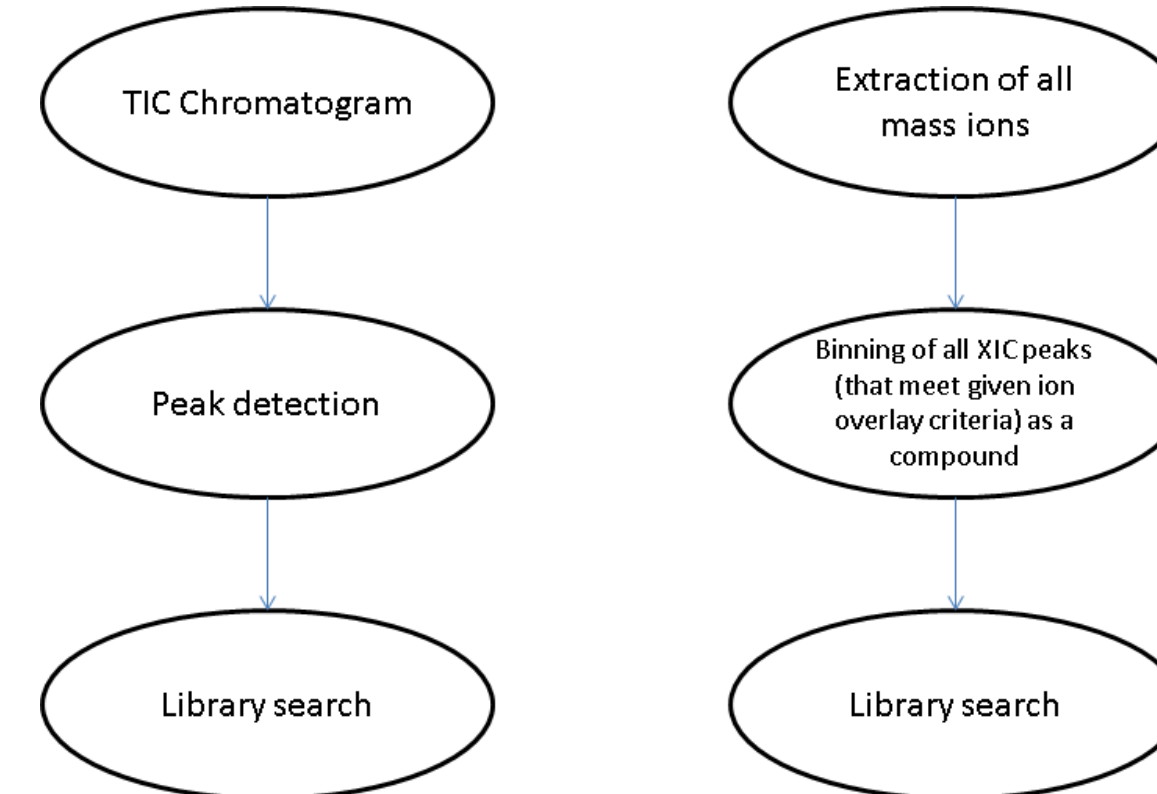 TIC Chromatogram
Peak detection
Library search
Extraction of all
mass ions
Binning of all XIC peaks
(that meet given ion
overlay criteria) as a
compound
Library search